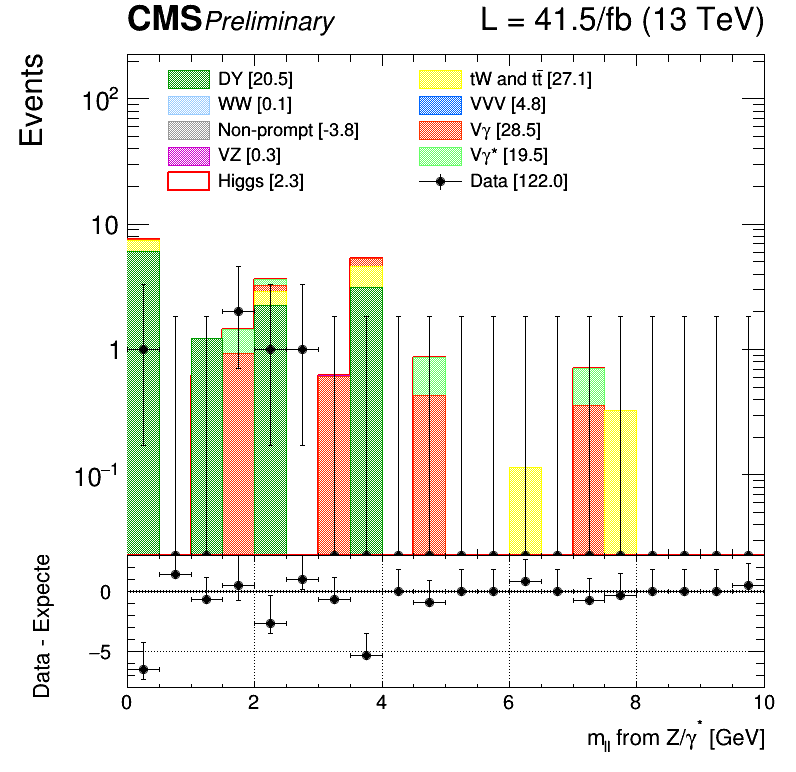 CMS Preliminary L = 41.5/fb (13 TeV)
Events
DY [20.5]
WW [0.1]
Non-prompt [-3.8]
VZ [0.3]
Higgs [2.3]
tW and tt̄ [27.1]
VVV [4.8]
Vγ [28.5]
Vγ* [19.5]
Data [122.0]
10²
10
1
10⁻¹
Data - Expecte
0
−5
0 2 4 6 8 10
m_ll from Z/γ* [GeV]